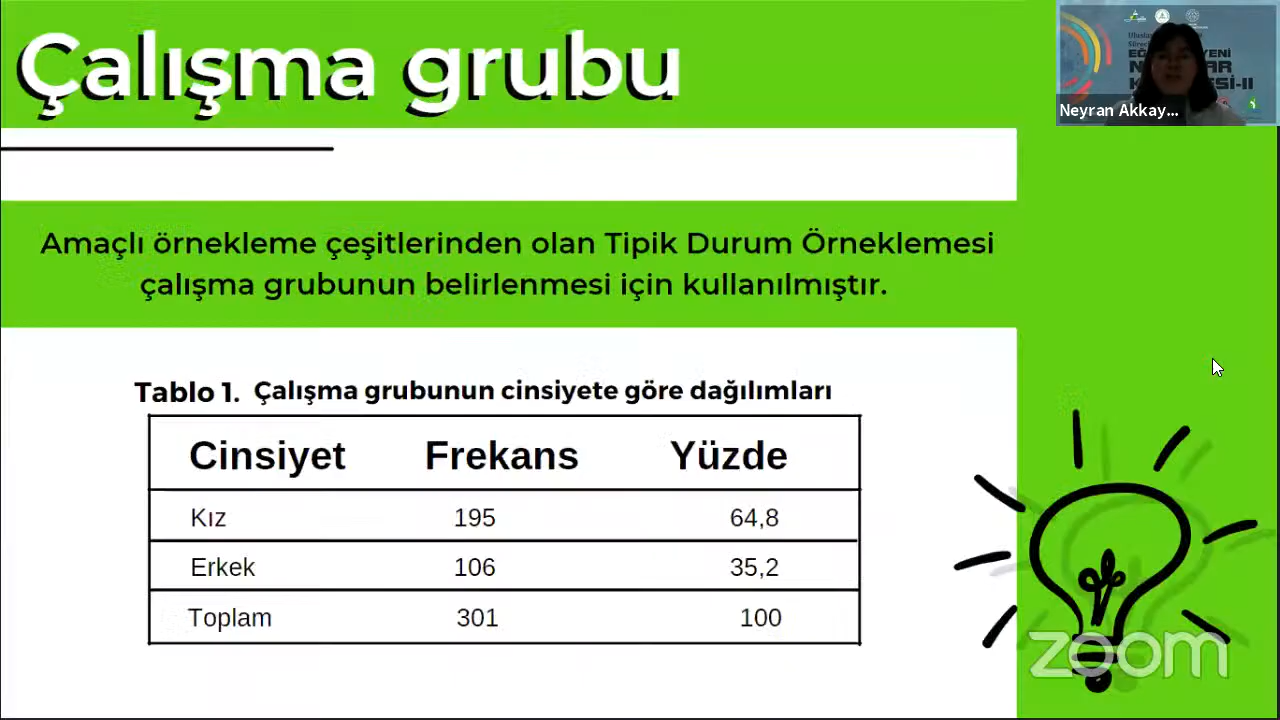 Çalışma grubu
Neyran Akkay...
Amaçlı örnekleme çeşitlerinden olan Tipik Durum Örneklemesi
çalışma grubunun belirlenmesi için kullanılmıştır.
Tablo 1. Çalışma grubunun cinsiyete göre dağılımları
Cinsiyet Frekans Yüzde
Kız 195 64,8
Erkek 106 35,2
Toplam 301 100
zoom